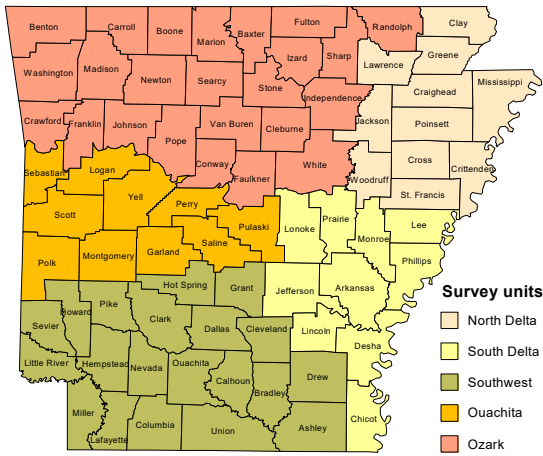 Benton
Carroll
Boone
Marion
Baxter
Fulton
Randolph
Clay
Washington
Madison
Newton
Searcy
Izard
Sharp
Lawrence
Greene
Stone
Independence
Craighead
Mississippi
Crawford
Franklin
Johnson
Pope
Van Buren
Cleburne
Jackson
Poinsett
Conway
Faulkner
White
Woodruff
Cross
Crittenden
St. Francis
Sebastian
Logan
Yell
Perry
Scott
Pulaski
Saline
Garland
Montgomery
Polk
Lonoke
Prairie
Monroe
Lee
Phillips
Hot Spring
Grant
Jefferson
Arkansas
Howard
Pike
Clark
Sevier
Dallas
Cleveland
Lincoln
Desha
Little River
Hempstead
Nevada
Ouachita
Calhoun
Bradley
Drew
Miller
Lafayette
Columbia
Union
Ashley
Chicot
Survey units
North Delta
South Delta
Southwest
Ouachita
Ozark